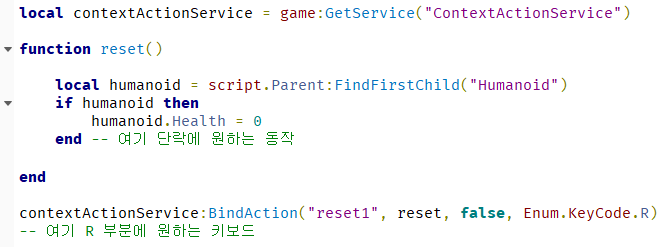 local contextActionService = game:GetService("ContextActionService")
function reset()
local humanoid = script.Parent:FindFirstChild("Humanoid")
if humanoid then
humanoid.Health = 0
end -- 여기 단락에 원하는 동작
end
contextActionService:BindAction("reset1", reset, false, Enum.KeyCode.R)
-- 여기 R 부분에 원하는 키보드